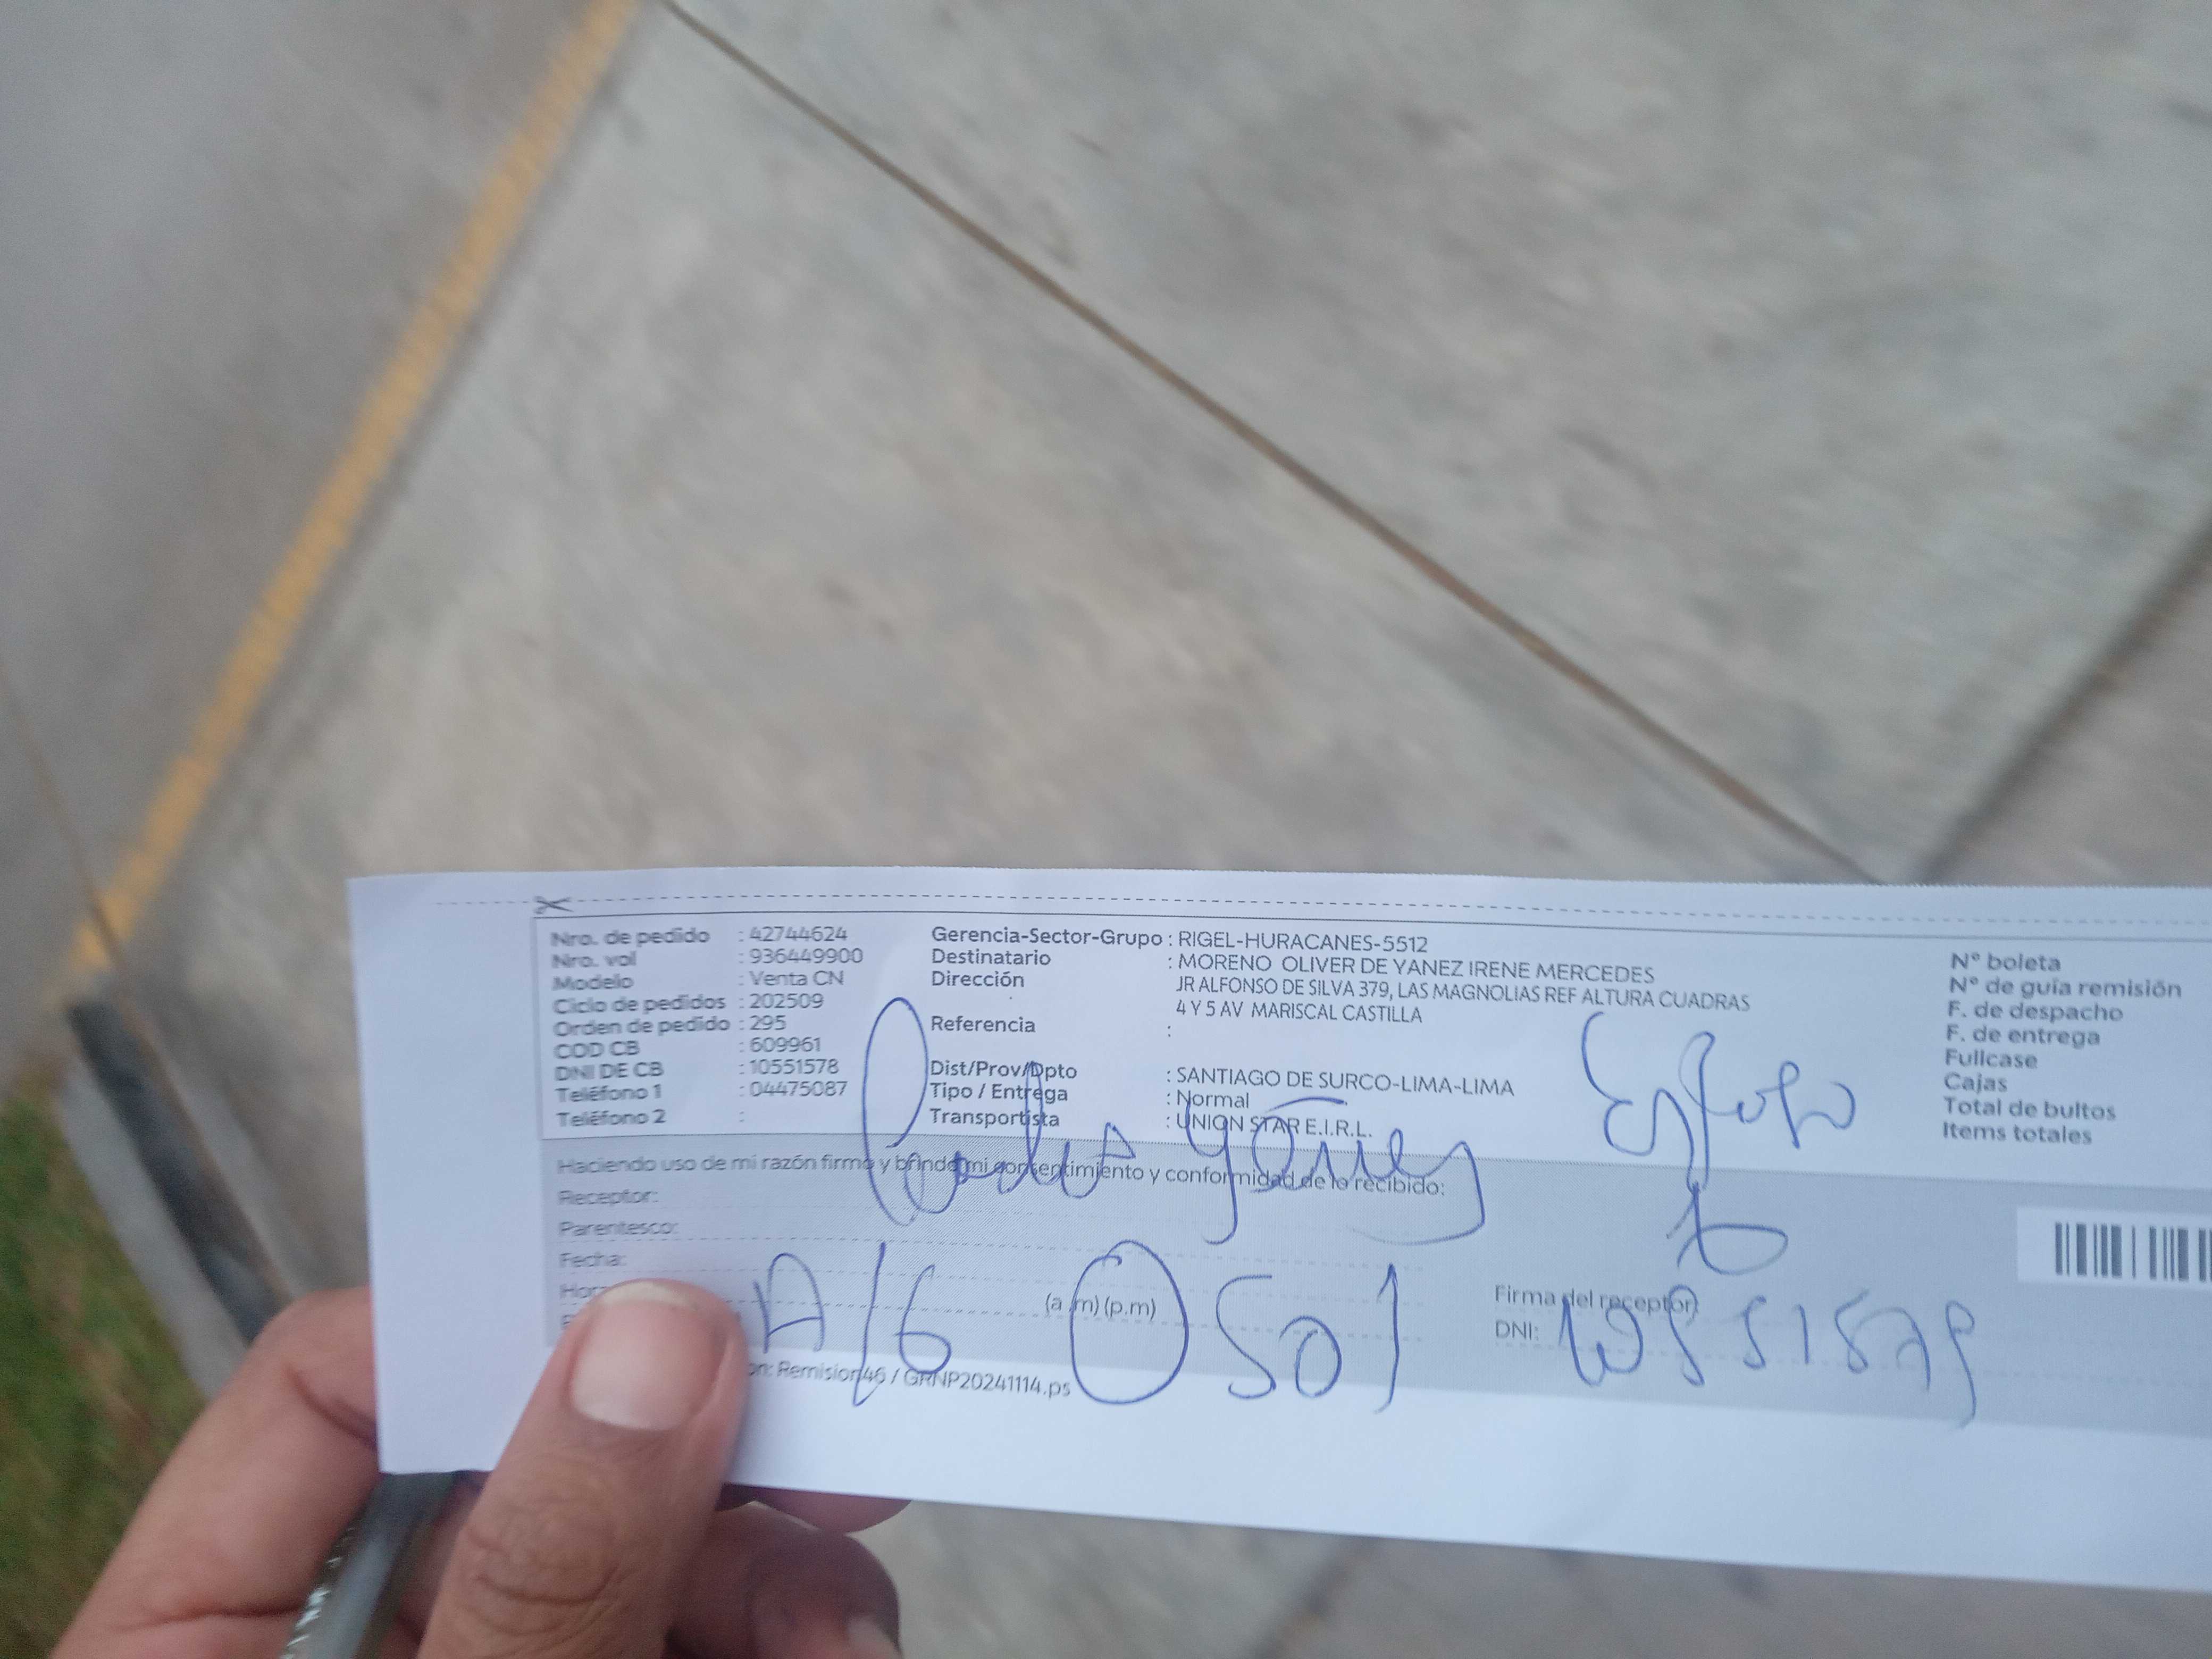 Nro. de pedido : 42744624
Nro. vol : 936449900
Modelo : Venta CN
Ciclo de pedidos : 202509
Orden de pedido : 295
COD CB : 609961
DNI DE CB : 10551578
Teléfono 1 : 04475087
Teléfono 2 :
Gerencia-Sector-Grupo : RIGEL-HURACANES-5512
Destinatario : MORENO OLIVER DE YANEZ IRENE MERCEDES
Dirección JR ALFONSO DE SILVA 379, LAS MAGNOLIAS REF ALTURA CUADRAS
4 Y 5 AV MARISCAL CASTILLA
Referencia :
Dist/Prov/Dpto : SANTIAGO DE SURCO-LIMA-LIMA
Tipo / Entrega : Normal
Transportista : UNION STAR E.I.R.L.
N° boleta
N° de guía remisión
F. de despacho
F. de entrega
Fullcase
Cajas
Total de bultos
Items totales
Haciendo uso de mi razón firmo y brindo mi consentimiento y conformidad de lo recibido:
Receptor:
Parentesco:
Fecha:
(a.m) (p.m)
Firma del receptor
DNI:
Remision46 / GRNP20241114.ps